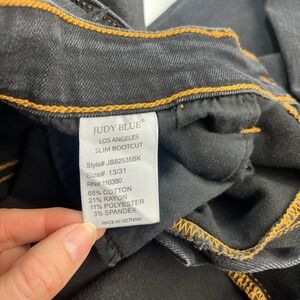 JUDY BLUE®
LOS ANGELES
SLIM BOOTCUT
Style# JB82535BK
Size# 13/31
RN# 116380
65% COTTON
21% RAYON
11% POLYESTER
3% SPANDEX
MADE IN VIETNAM